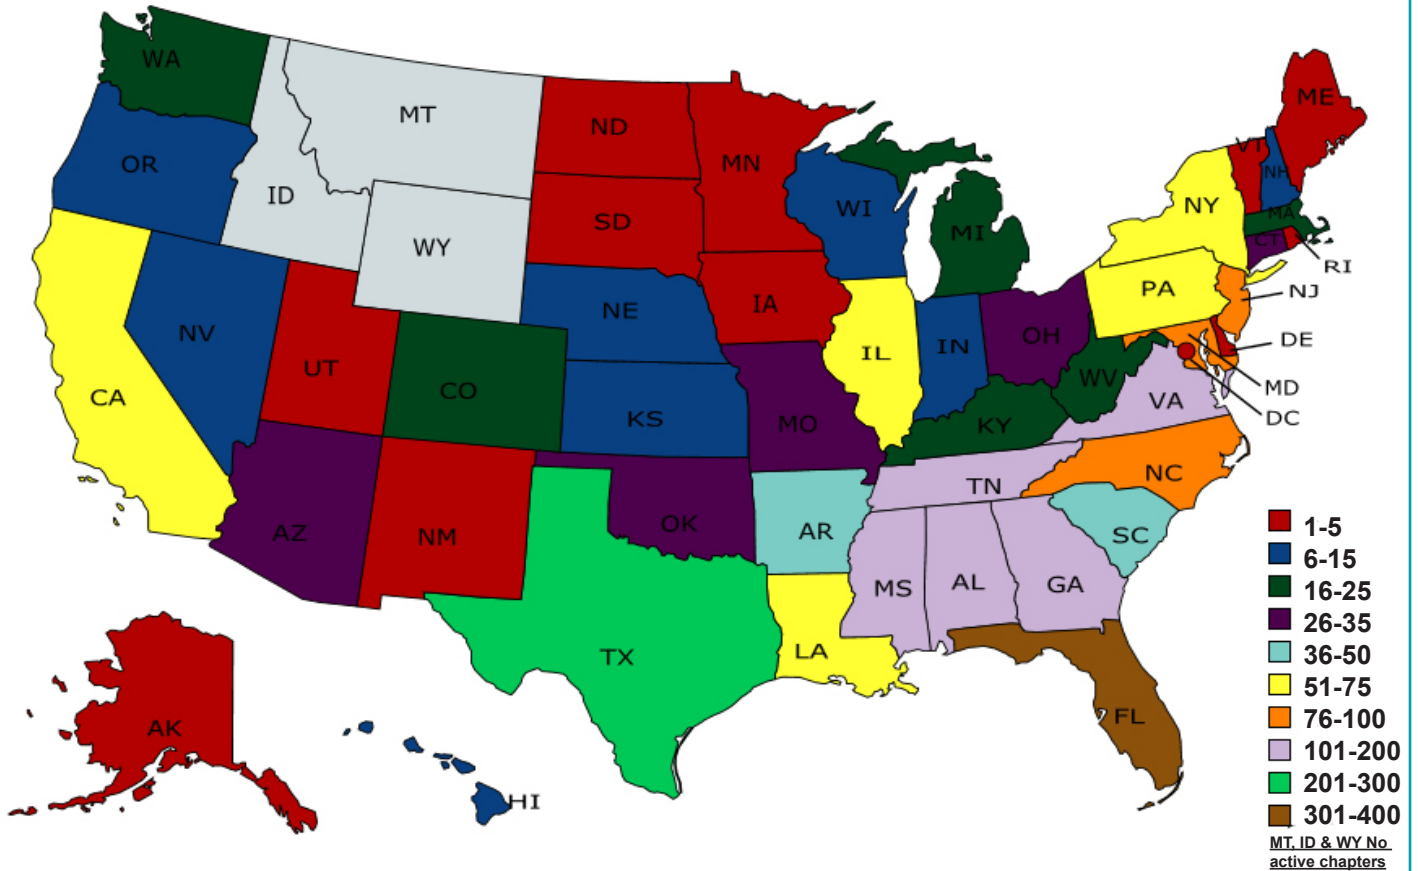 WA
MT
ME
ND
VT
MN
OR
NH
ID
NY
WI
MA
SD
MI
CT
WY
RI
PA
NJ
NE
IA
NV
OH
DE
IN
IL
UT
WV
MD
CO
CA
VA
DC
KS
MO
KY
NC
TN
AZ
OK
AR
SC
NM
MS
AL
GA
TX
LA
FL
AK
HI
1-5
6-15
16-25
26-35
36-50
51-75
76-100
101-200
201-300
301-400
MT, ID & WY No
active chapters